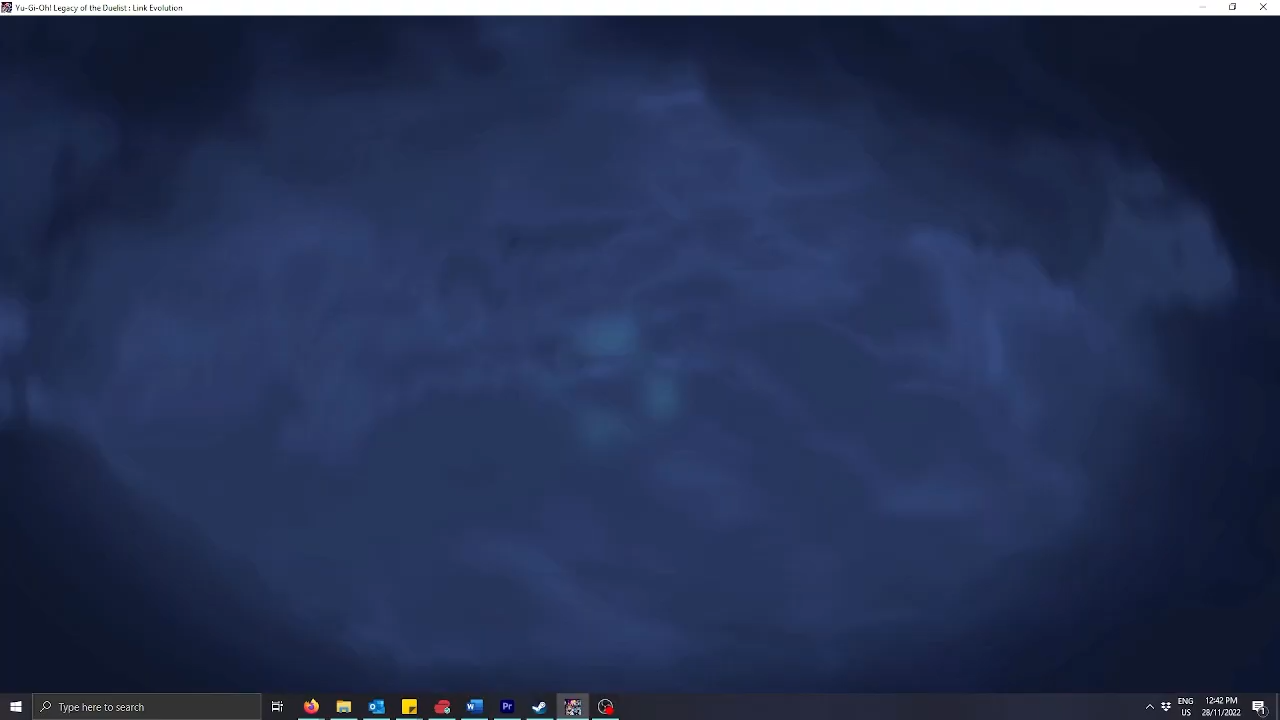 Yu-Gi-Oh! Legacy of the Duelist : Link Evolution
Type here to search
ENG
US
12:42 PM
28/11/2022